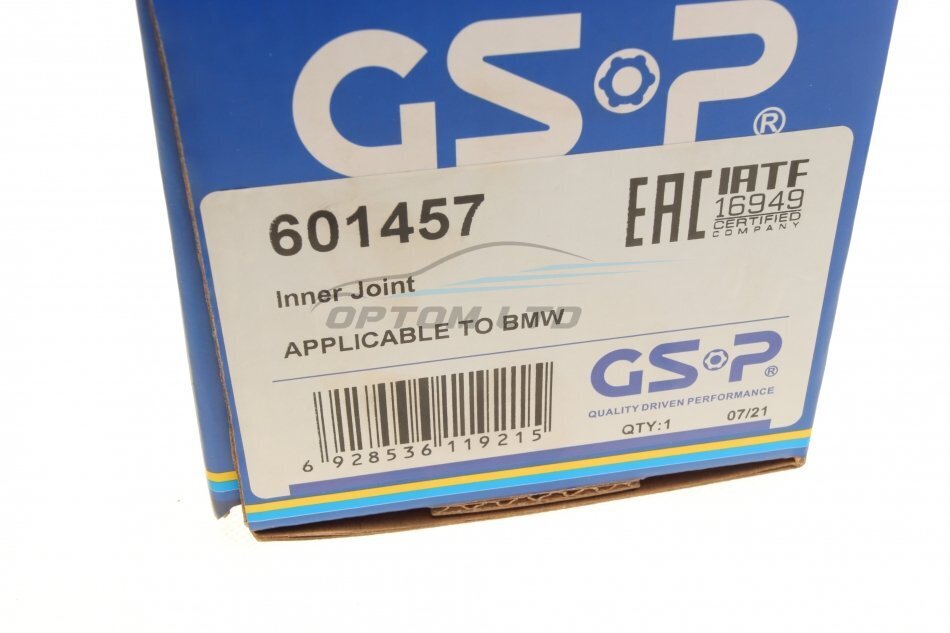 GSP®
601457
EAC
IATF
16949
CERTIFIED
COMPANY
Inner Joint
OPTOM LTD
APPLICABLE TO BMW
GSP®
QUALITY DRIVEN PERFORMANCE
QTY:1 07/21
6 928536 119215